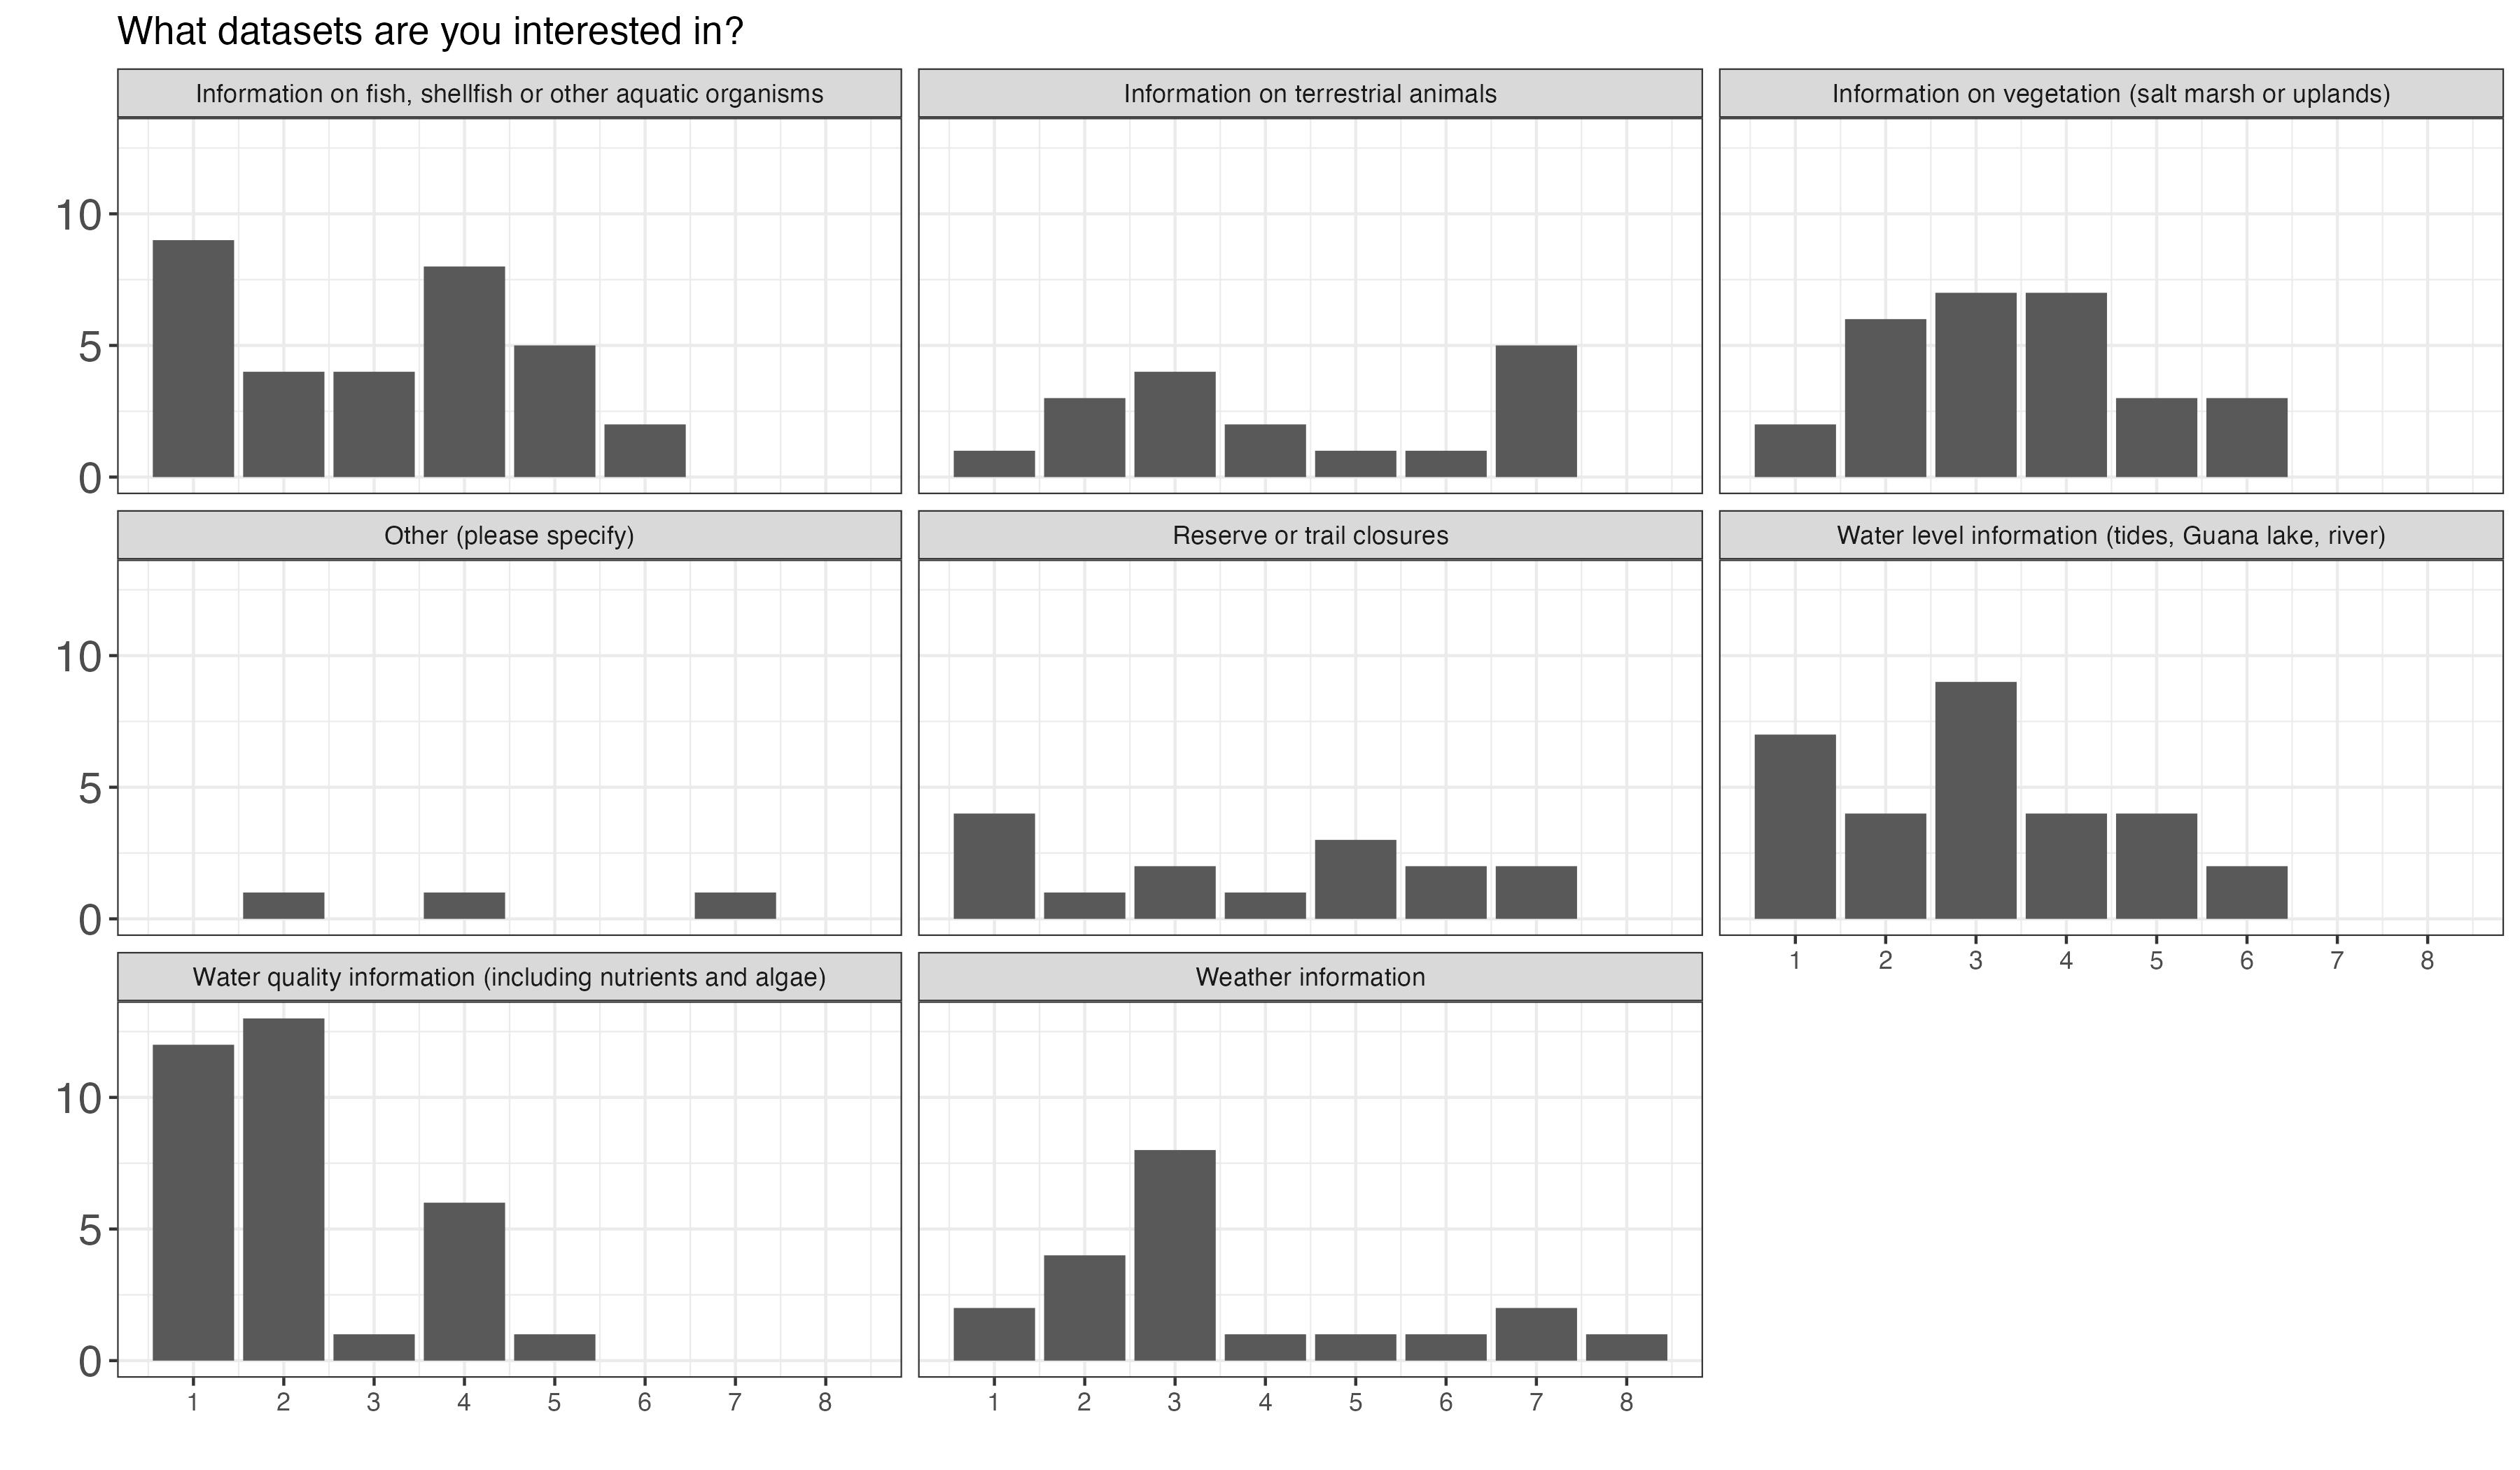 What datasets are you interested in?
Information on fish, shellfish or other aquatic organisms
Information on terrestrial animals
Information on vegetation (salt marsh or uplands)
10
5
0
Other (please specify)
Reserve or trail closures
Water level information (tides, Guana lake, river)
10
5
0
1 2 3 4 5 6 7 8
Water quality information (including nutrients and algae)
Weather information
10
5
0
1 2 3 4 5 6 7 8
1 2 3 4 5 6 7 8